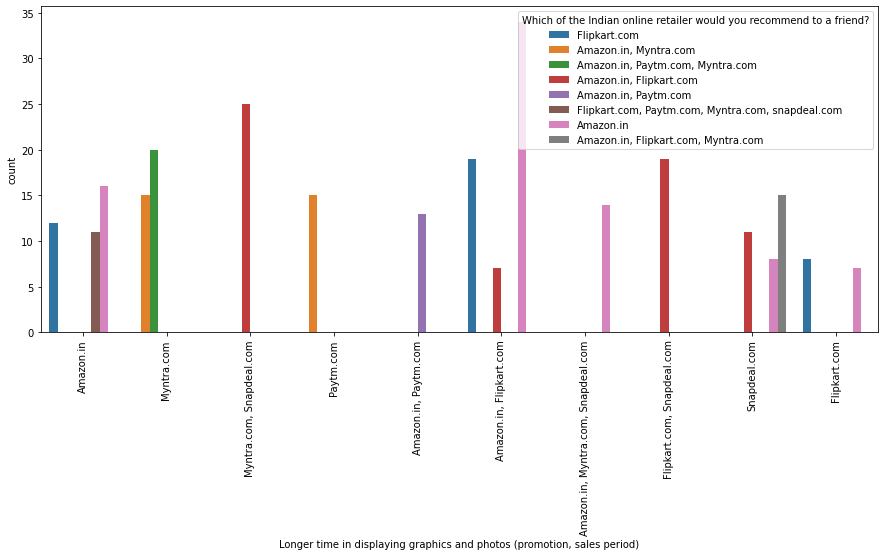 Which of the Indian online retailer would you recommend to a friend?
Flipkart.com
Amazon.in, Myntra.com
Amazon.in, Paytm.com, Myntra.com
Amazon.in, Flipkart.com
Amazon.in, Paytm.com
Flipkart.com, Paytm.com, Myntra.com, snapdeal.com
Amazon.in
Amazon.in, Flipkart.com, Myntra.com
count
35
30
25
20
15
10
5
0
Amazon.in
Myntra.com
Myntra.com, Snapdeal.com
Paytm.com
Amazon.in, Paytm.com
Amazon.in, Flipkart.com
Amazon.in, Myntra.com, Snapdeal.com
Flipkart.com, Snapdeal.com
Snapdeal.com
Flipkart.com
Longer time in displaying graphics and photos (promotion, sales period)